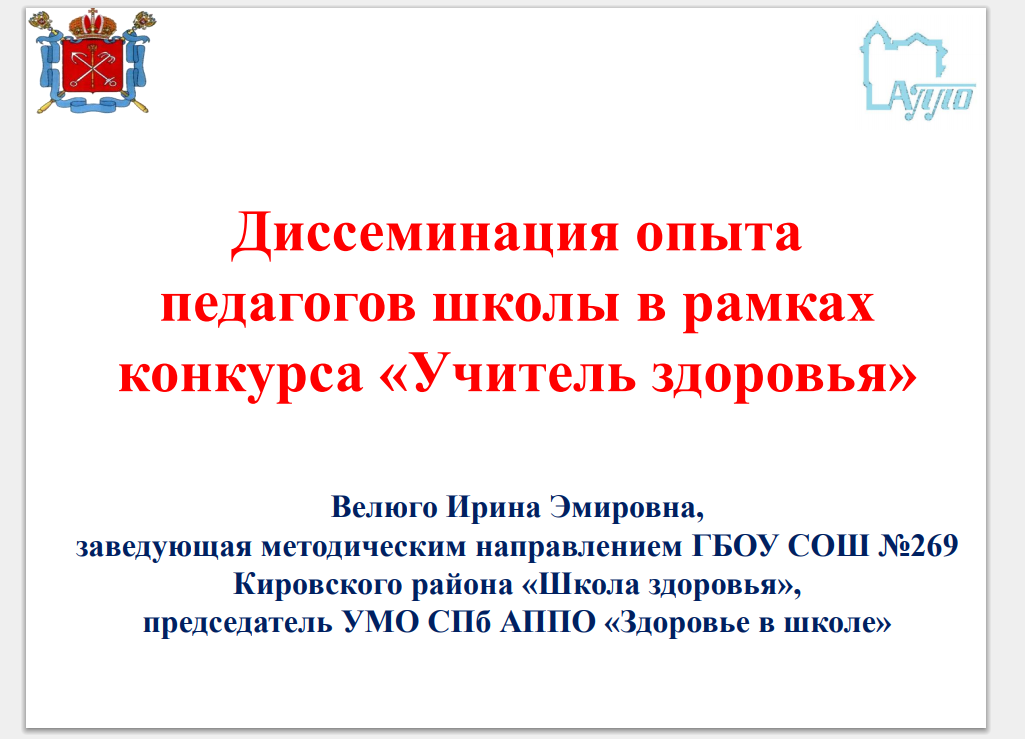 АППО
Диссеминация опыта
педагогов школы в рамках
конкурса «Учитель здоровья»
Велюго Ирина Эмировна,
заведующая методическим направлением ГБОУ СОШ №269
Кировского района «Школа здоровья»,
председатель УМО СПб АППО «Здоровье в школе»